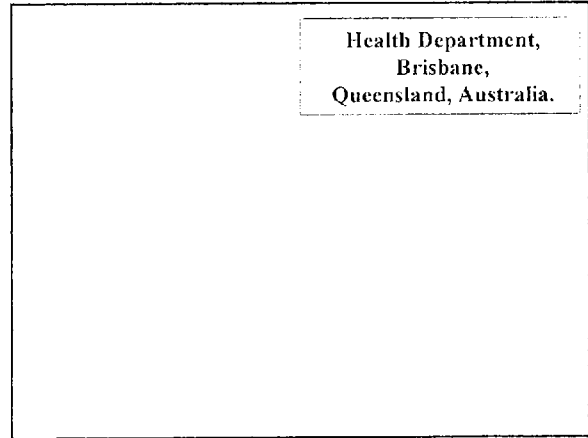 Health Department,
Brisbane,
Queensland, Australia.